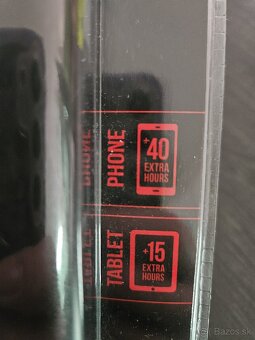 PHONE
+40
EXTRA
HOURS
TABLET
+15
EXTRA
HOURS
Bazos.sk